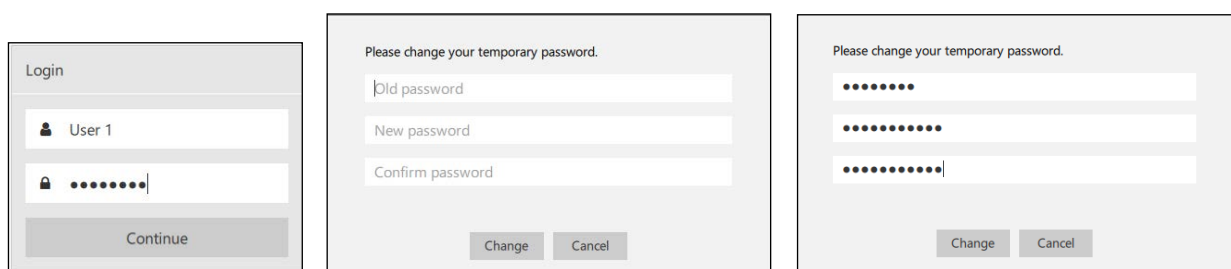 Login
User 1
●●●●●●●●
Continue
Please change your temporary password.
Old password
New password
Confirm password
Change Cancel
Please change your temporary password.
●●●●●●●●
●●●●●●●●●●●
●●●●●●●●●●●
Change Cancel